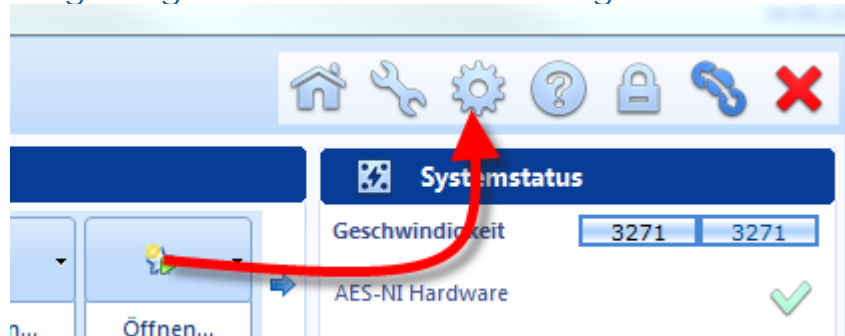 Systemstatus
Geschwindigkeit 3271 3271
AES-NI Hardware
n... Öffnen...